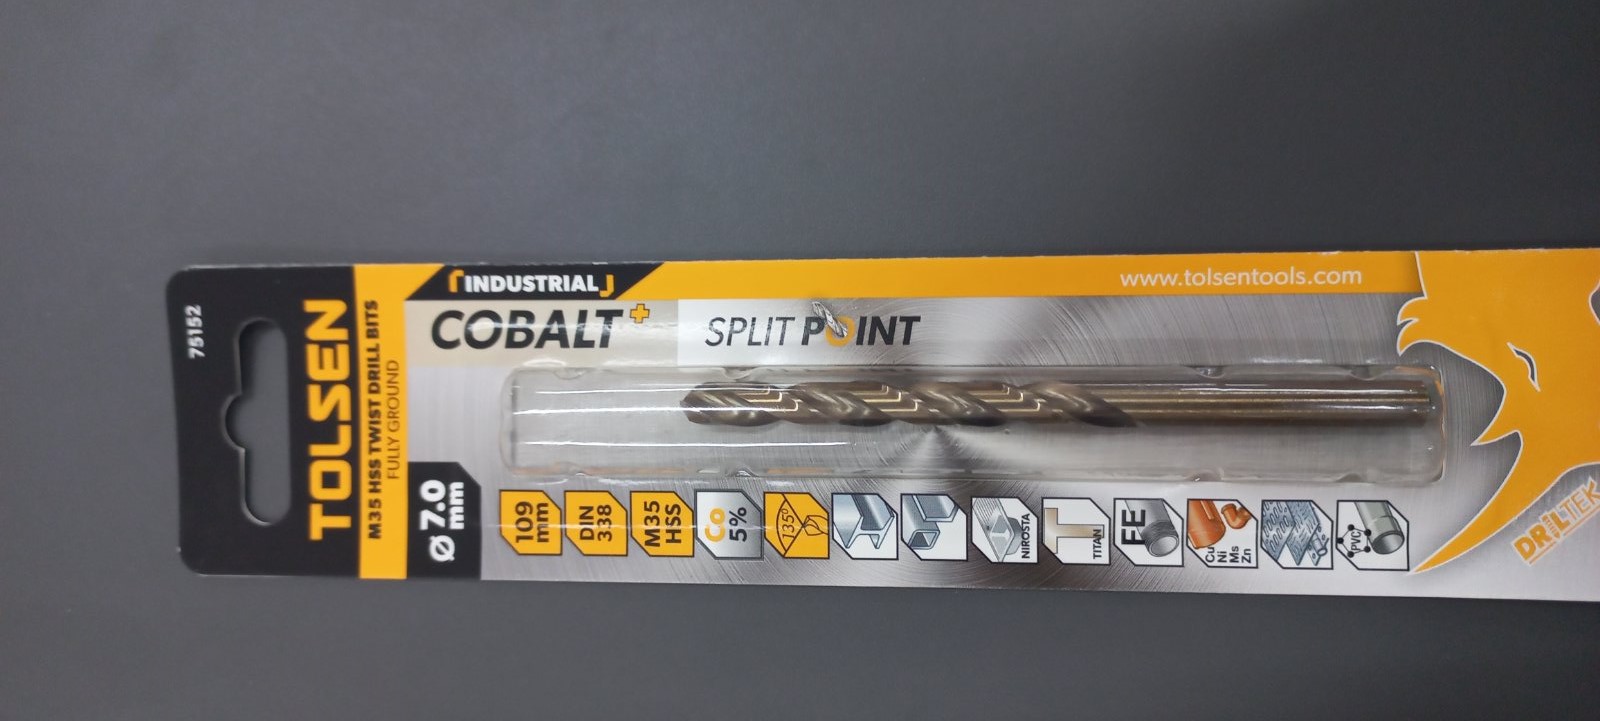 75152
TOLSEN
M35 HSS TWIST DRILL BITS
FULLY GROUND
INDUSTRIAL
COBALT+
SPLIT POINT
www.tolsentools.com
Ø 7.0
mm
109
mm
DIN
338
M35
HSS
Co
5%
135°
NIROSTA
TITAN
FE
Cu
Ni
Ms
Zn
PVC
DRILTEK